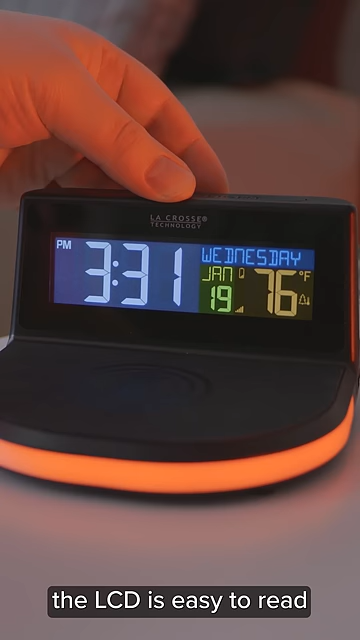 LA CROSSE®
TECHNOLOGY
PM 3:31
WEDNESDAY
JAN
19
76 °F
the LCD is easy to read